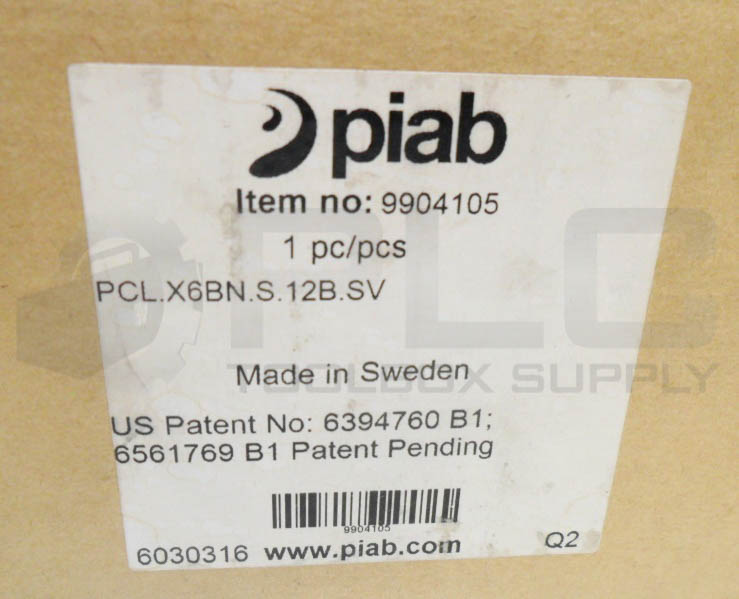 piab
Item no: 9904105
1 pc/pcs
PCL.X6BN.S.12B.SV
PLC
TOOLBOX SUPPLY
Made in Sweden
US Patent No: 6394760 B1;
6561769 B1 Patent Pending
9904105
6030316 www.piab.com Q2